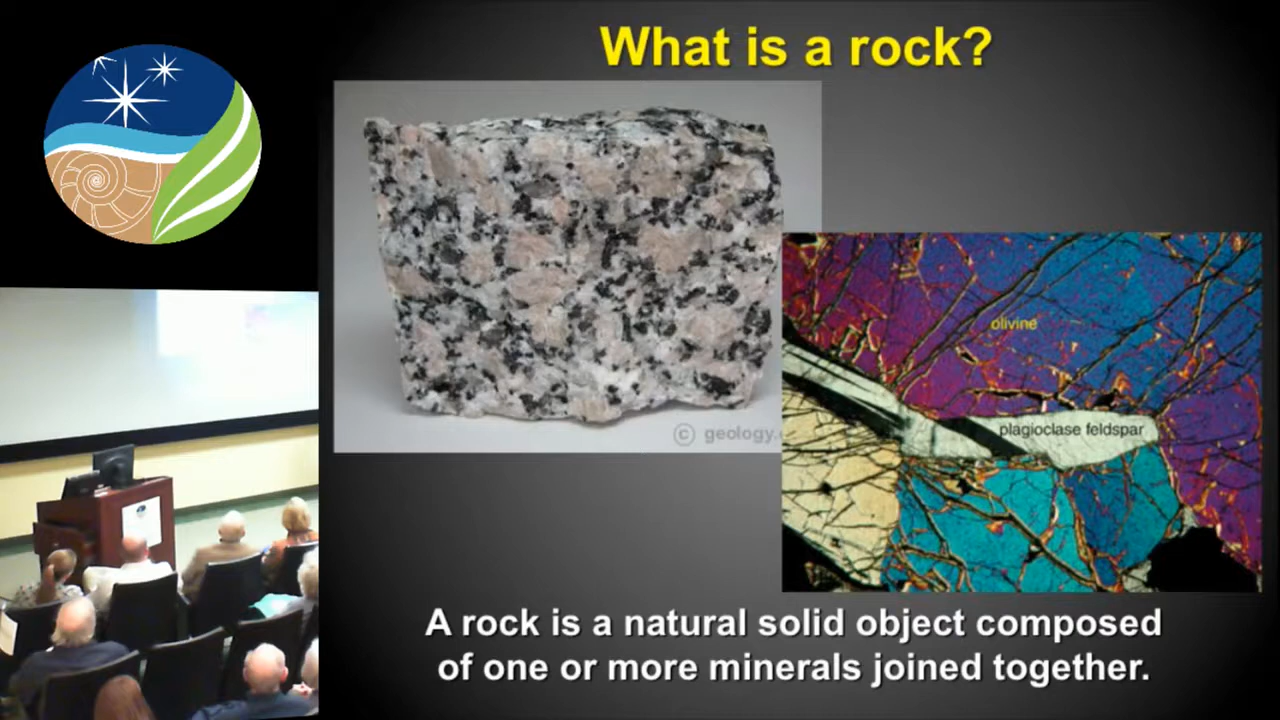 What is a rock?
© geology.
olivine
plagioclase feldspar
A rock is a natural solid object composed
of one or more minerals joined together.